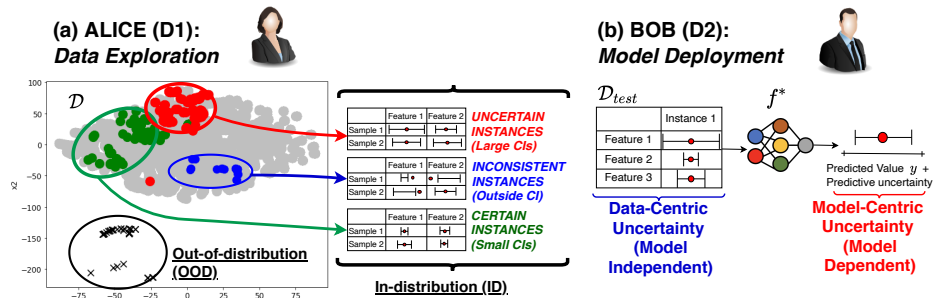 (a) ALICE (D1):
Data Exploration
100
50
0
−50
−100
−150
−200
x2
−75
−50
−25
0
25
50
75
𝒟
Out-of-distribution
(OOD)
Feature 1 Feature 2
Sample 1
Sample 2
UNCERTAIN
INSTANCES
(Large CIs)
Feature 1 Feature 2
Sample 1
Sample 2
INCONSISTENT
INSTANCES
(Outside CI)
Feature 1 Feature 2
Sample 1
Sample 2
CERTAIN
INSTANCES
(Small CIs)
In-distribution (ID)
(b) BOB (D2):
Model Deployment
𝒟test
Instance 1
Feature 1
Feature 2
Feature 3
f*
Predicted Value y +
Predictive uncertainty
Data-Centric
Uncertainty
(Model
Independent)
Model-Centric
Uncertainty
(Model
Dependent)